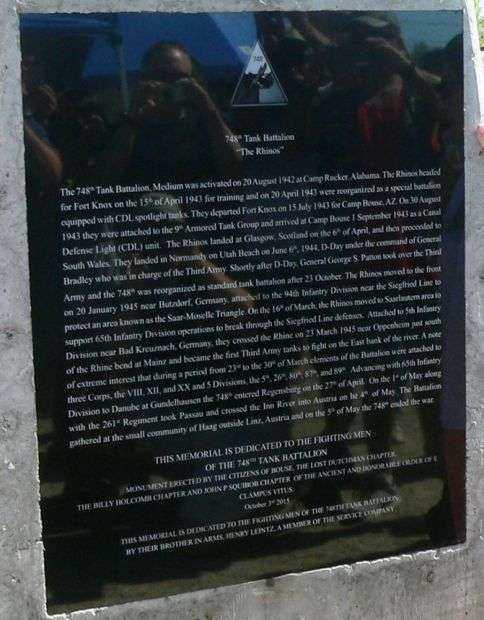 748
748th Tank Battalion
"The Rhinos"
The 748th Tank Battalion, Medium was activated on 20 August 1942 at Camp Rucker, Alabama. The Rhinos headed
for Fort Knox on the 15th of April 1943 for training and on 20 April 1943 were reorganized as a special battalion
equipped with CDL spotlight tanks. They departed Fort Knox on 15 July 1943 for Camp Bouse, AZ. On 30 August
1943 they were attached to the 9th Armored Tank Group and arrived at Camp Bouse 1 September 1943 as a Canal
Defense Light (CDL) unit. The Rhinos landed at Glasgow, Scotland on the 6th of April, and then proceeded to
South Wales. They landed in Normandy on Utah Beach on June 6th, 1944, D-Day under the command of General
Bradley who was in charge of the Third Army. Shortly after D-Day, General George S. Patton took over the Third
Army and the 748th was reorganized as standard tank battalion after 23 October. The Rhinos moved to the front
on 20 January 1945 near Butzdorf, Germany, attached to the 94th Infantry Division near the Siegfried Line to
protect an area known as the Saar-Moselle Triangle. On the 16th of March, the Rhinos moved to Saarlautern area to
support 65th Infantry Division operations to break through the Siegfried Line defenses. Attached to 5th Infantry
Division near Bad Kreuznach, Germany, they crossed the Rhine on 23 March 1945 near Oppenheim just south
of the Rhine bend at Mainz and became the first Third Army tanks to fight on the East bank of the river. A note
of extreme interest that during a period from 23rd to the 30th of March elements of the Battalion were attached to
three Corps, the VIII, XII, and XX and 5 Divisions, the 5th, 26th, 80th, 87th, and 89th. Advancing with 65th Infantry
Division to Danube at Gundelhausen the 748th entered Regensburg on the 27th of April. On the 1st of May along
with the 261st Regiment took Passau and crossed the Inn River into Austria on he 4th of May. The Battalion
gathered at the small community of Haag outside Linz, Austria and on the 5th of May the 748th ended the war.
THIS MEMORIAL IS DEDICATED TO THE FIGHTING MEN
OF THE 748TH TANK BATTALION
MONUMENT ERECTED BY THE CITIZENS OF BOUSE, THE LOST DUTCHMAN CHAPTER,
THE BILLY HOLCOMB CHAPTER AND JOHN P SQUIBOB CHAPTER OF THE ANCIENT AND HONORABLE ORDER OF E
CLAMPUS VITUS.
October 3rd 2015
THIS MEMORIAL IS DEDICATED TO THE FIGHTING MEN OF THE 748TH TANK BATTALION,
BY THEIR BROTHER IN ARMS, HENRY LEINTZ, A MEMBER OF THE SERVICE COMPANY